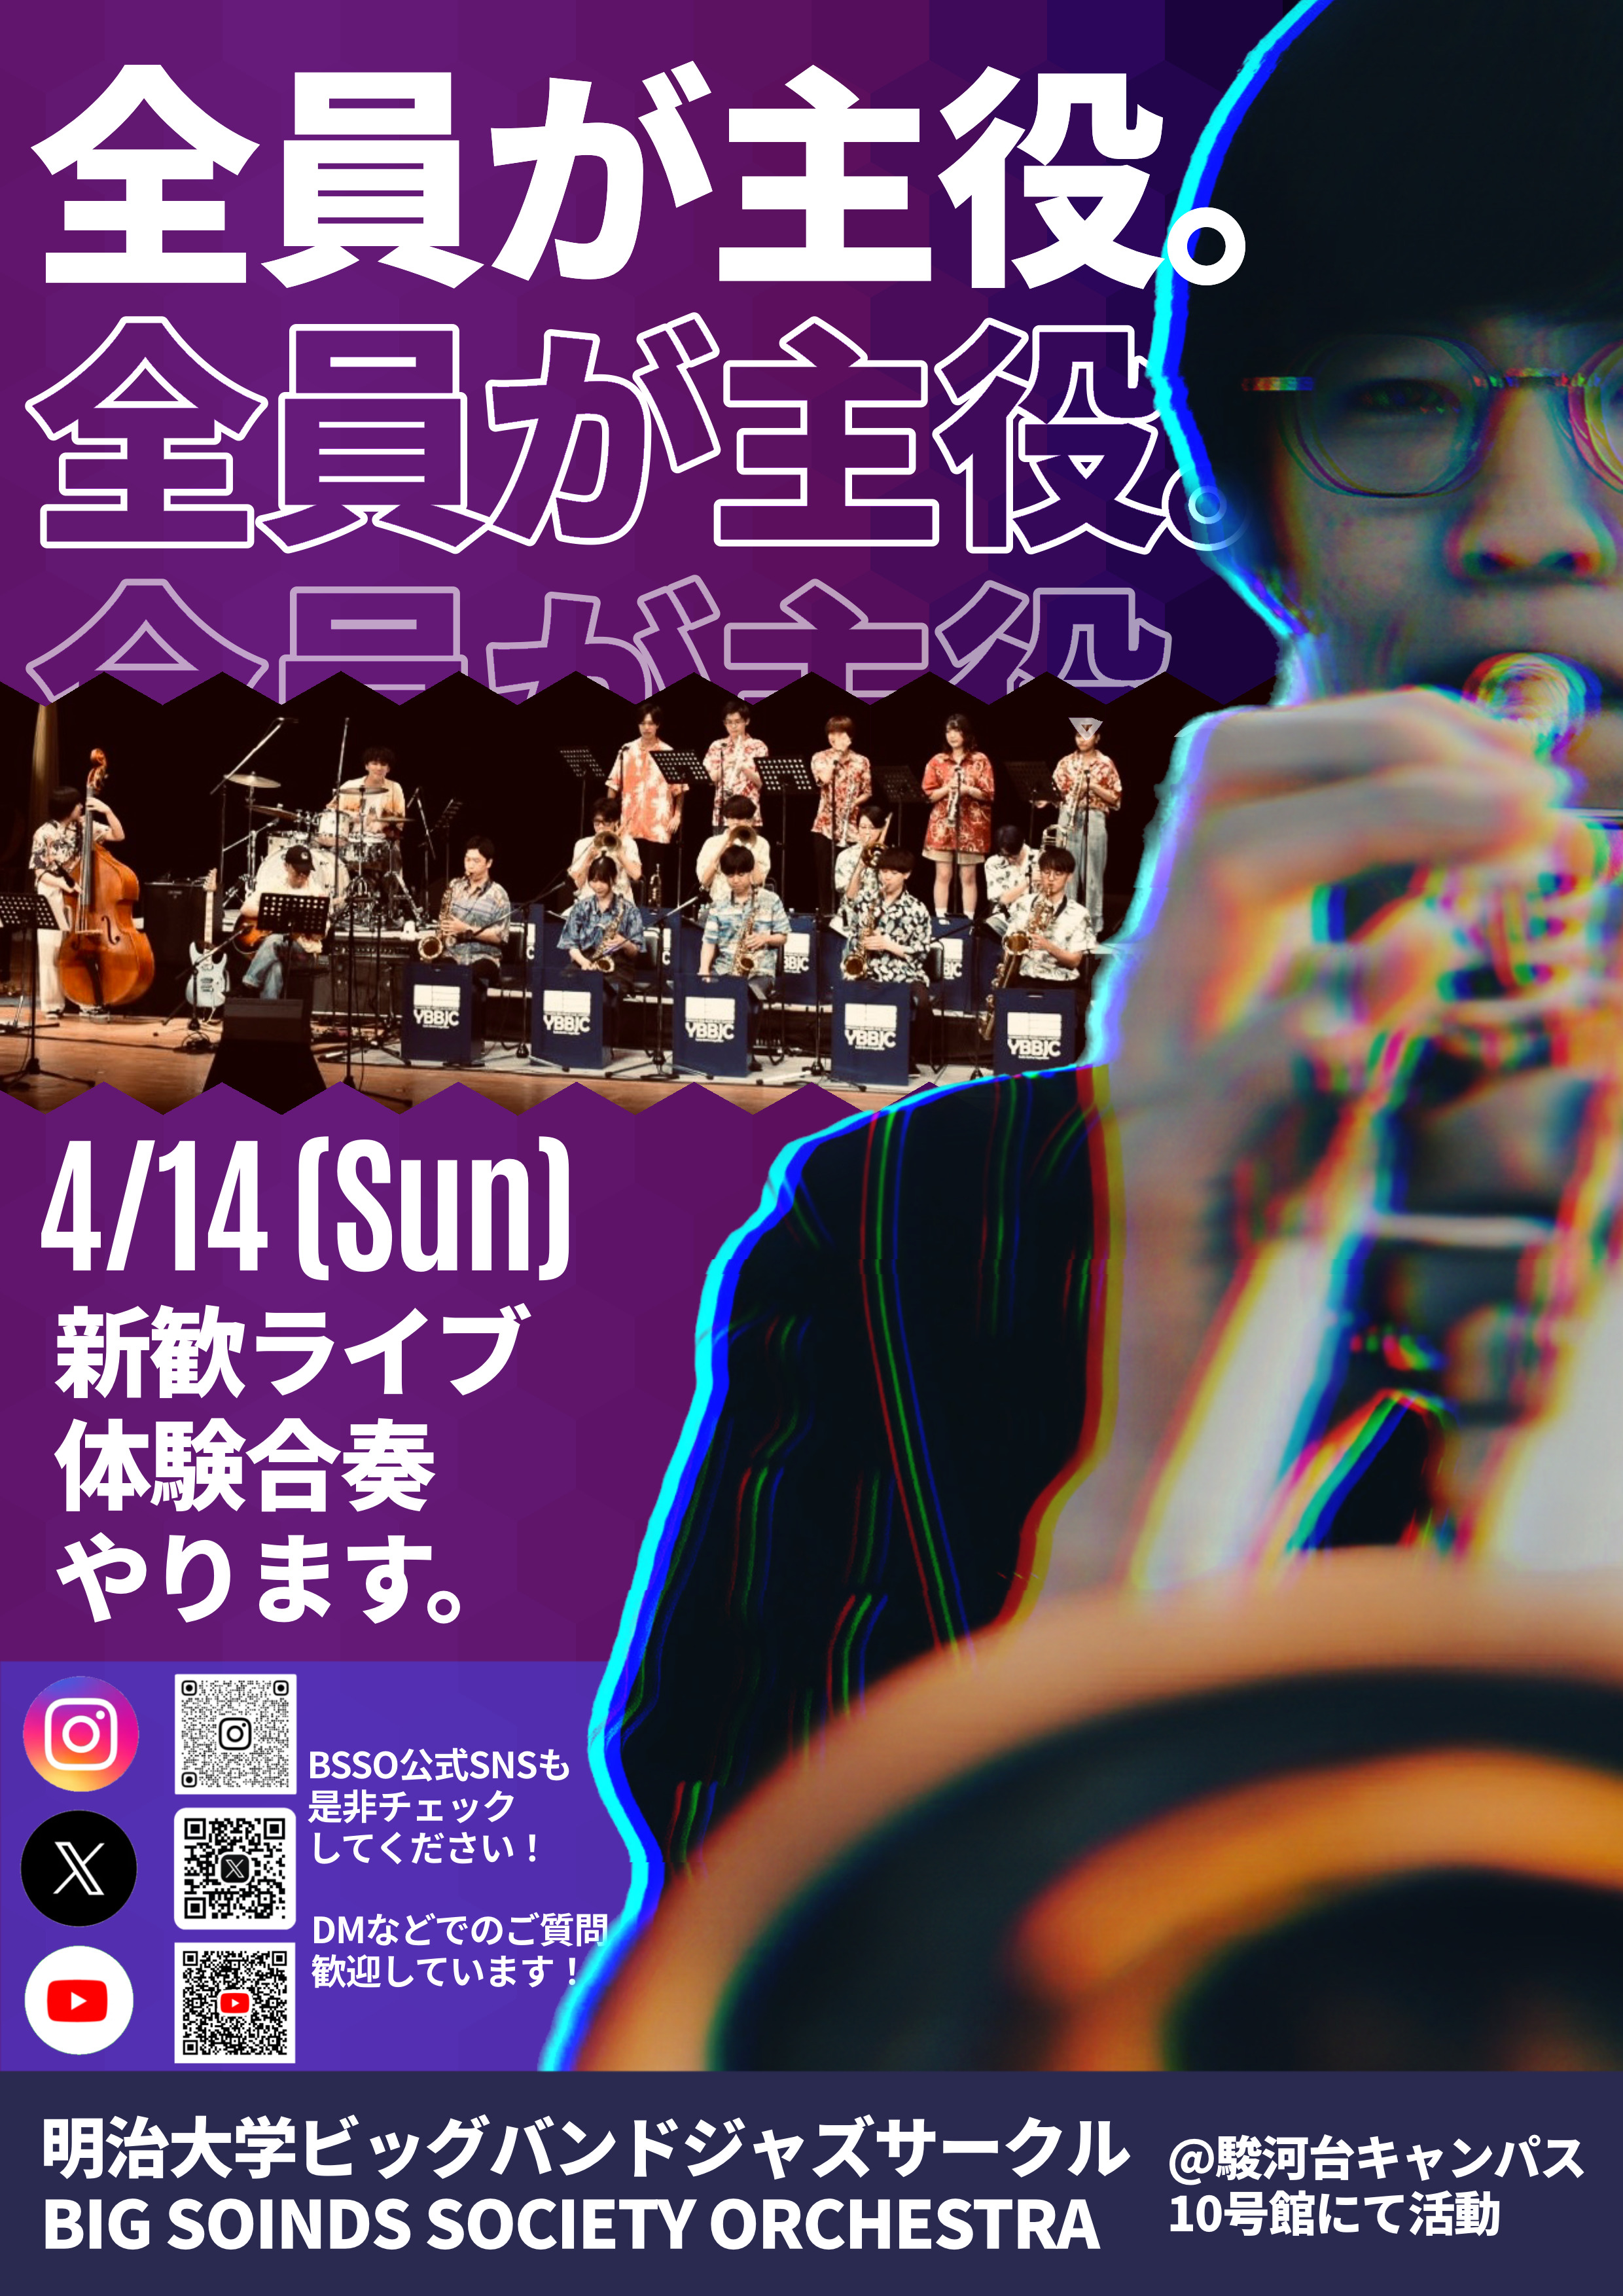 全員が主役。
全員が主役。
全員が主役
YBBJC
YBBJC
YBBJC
YBBJC
YBBJC
4/14 (Sun)
新歓ライブ
体験合奏
やります。
BSSO公式SNSも
是非チェック
してください！
DMなどでのご質問
歓迎しています！
明治大学ビッグバンドジャズサークル
BIG SOINDS SOCIETY ORCHESTRA
@駿河台キャンパス
10号館にて活動